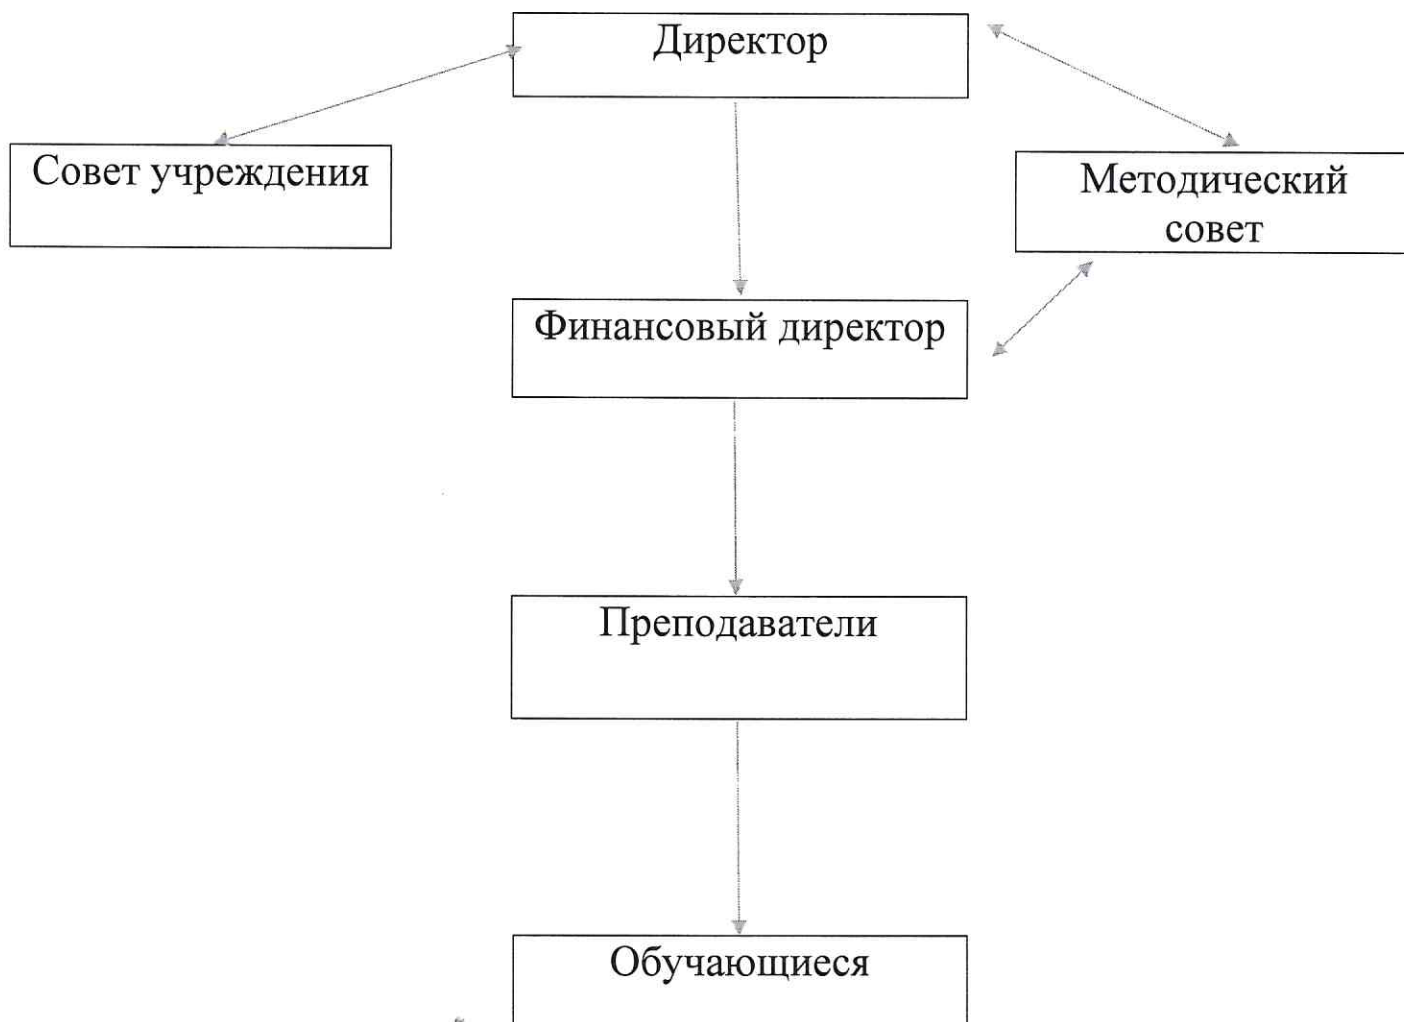 Директор
Совет учреждения
Методический
совет
Финансовый директор
Преподаватели
Обучающиеся